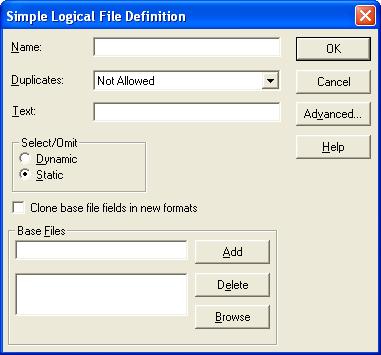 Simple Logical File Definition
Name:
OK
Duplicates:
Not Allowed
Cancel
Text:
Advanced...
Select/Omit
Dynamic
Static
Help
Clone base file fields in new formats
Base Files
Add
Delete
Browse